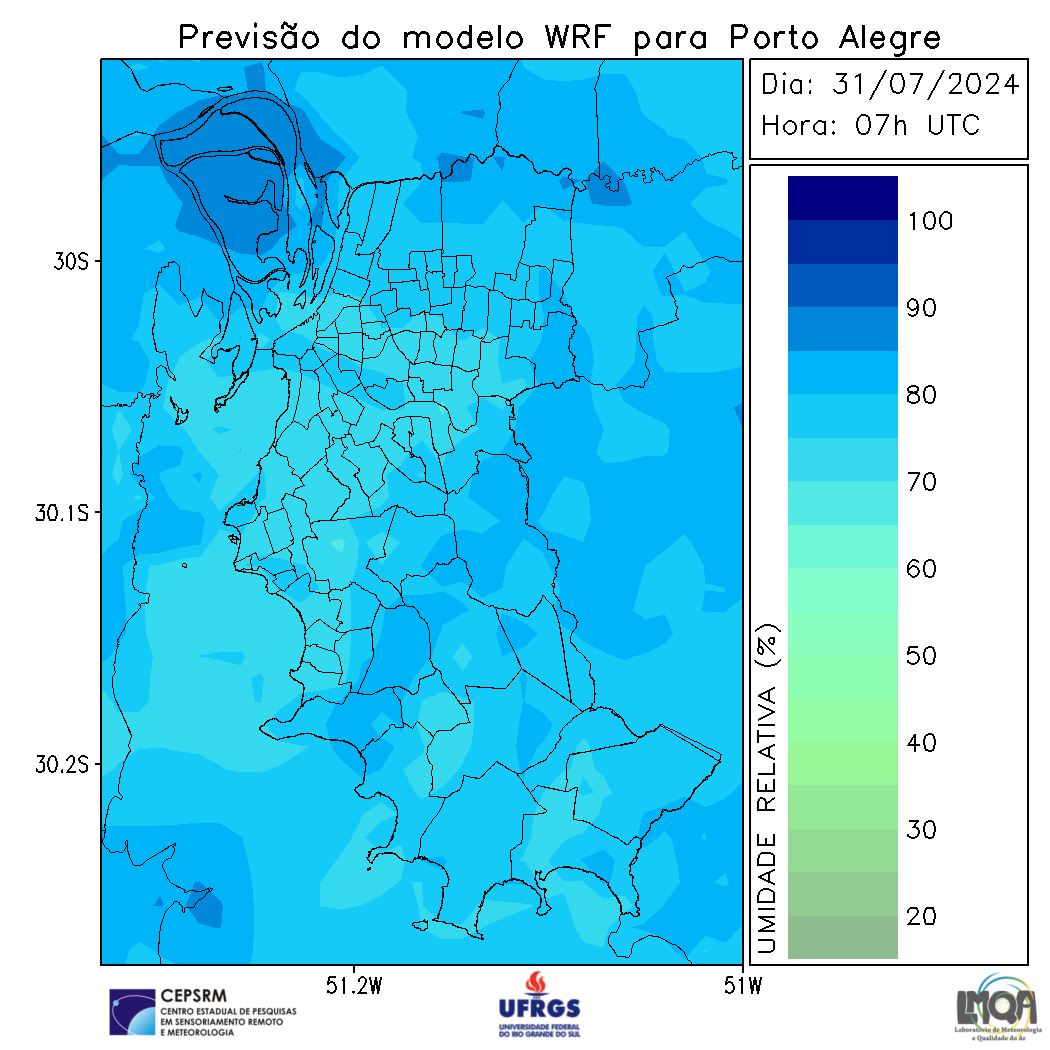 Previsão do modelo WRF para Porto Alegre
Dia: 31/07/2024
Hora: 07h UTC
100
90
80
70
60
50
40
30
20
UMIDADE RELATIVA (%)
30S
30.1S
30.2S
51.2W
51W
CEPSRM
CENTRO ESTADUAL DE PESQUISAS
EM SENSORIAMENTO REMOTO
E METEOROLOGIA
UFRGS
UNIVERSIDADE FEDERAL
DO RIO GRANDE DO SUL
LMQA
Laboratório de Meteorologia
e Qualidade do Ar